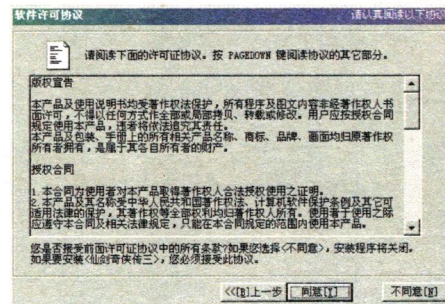 软件许可协议
请认真阅读以下协议
请阅读下面的许可证协议。按 PAGEDOWN 键阅读协议的其它部分。
版权宣告
本产品及使用说明书均受著作权法保护，所有程序及图文内容非经著作权人书
面许可，不得以任何方式作全部或局部拷贝、转载或修改。用户应按授权合同
规定使用本产品，违者将依法追究其责任。
本产品及包装、手册上的所有相关产品名称、商标、品牌、画面均归原著作权
所有者拥有，是属于其各自所有者的财产。
授权合同
1. 本合同为使用者对本产品取得著作权人合法授权使用之证明。
2. 本产品及其名称受中华人民共和国著作权法、计算机软件保护条例及其它可
适用法律的保护，其著作权等全部权利均归著作权人所有。使用者于使用之际
应遵守本合同及相关法律规定，只能在本合同规定的范围内使用本产品。
您是否接受前面许可证协议中的所有条款?如果您选择<不同意>，安装程序将关闭。
如果要安装<仙剑奇侠传三>，您必须接受此协议。
<<[B]上一步
同意[Y]
不同意[N]